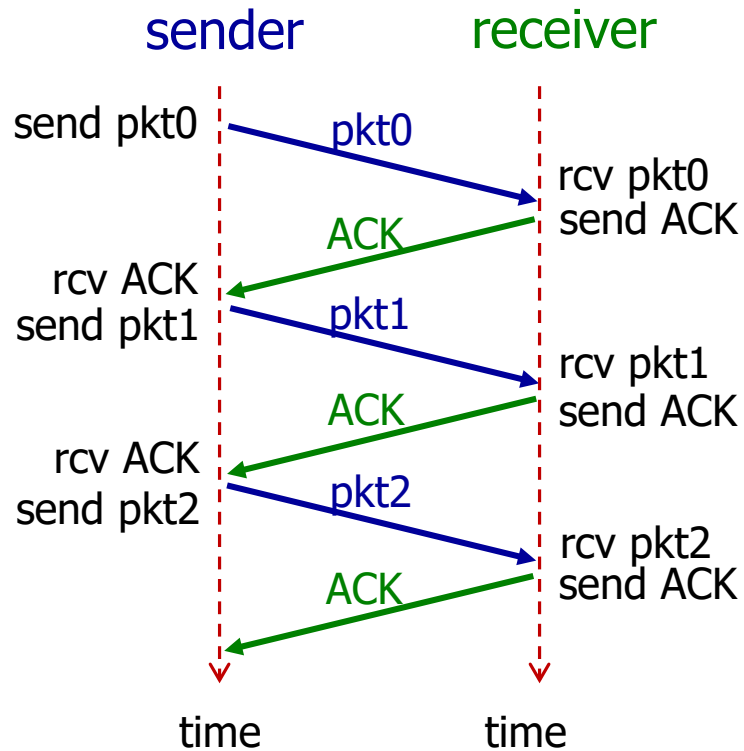 sender
receiver
send pkt0
pkt0
rcv pkt0
send ACK
ACK
rcv ACK
send pkt1
pkt1
rcv pkt1
send ACK
ACK
rcv ACK
send pkt2
pkt2
rcv pkt2
send ACK
ACK
time
time